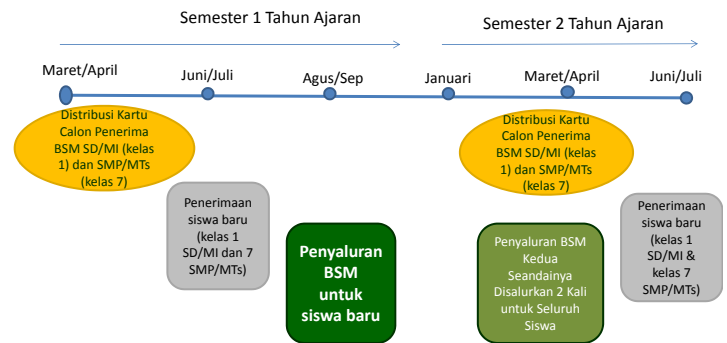 Semester 1 Tahun Ajaran
Semester 2 Tahun Ajaran
Maret/April
Juni/Juli
Agus/Sep
Januari
Maret/April
Juni/Juli
Distribusi Kartu
Calon Penerima
BSM SD/MI (kelas
1) dan SMP/MTs
(kelas 7)
Penerimaan
siswa baru
(kelas 1
SD/MI dan 7
SMP/MTs)
Penyaluran
BSM
untuk
siswa baru
Distribusi Kartu
Calon Penerima
BSM SD/MI (kelas
1) dan SMP/MTs
(kelas 7)
Penyaluran BSM
Kedua
Seandainya
Disalurkan 2 Kali
untuk Seluruh
Siswa
Penerimaan
siswa baru
(kelas 1
SD/MI &
kelas 7
SMP/MTs)